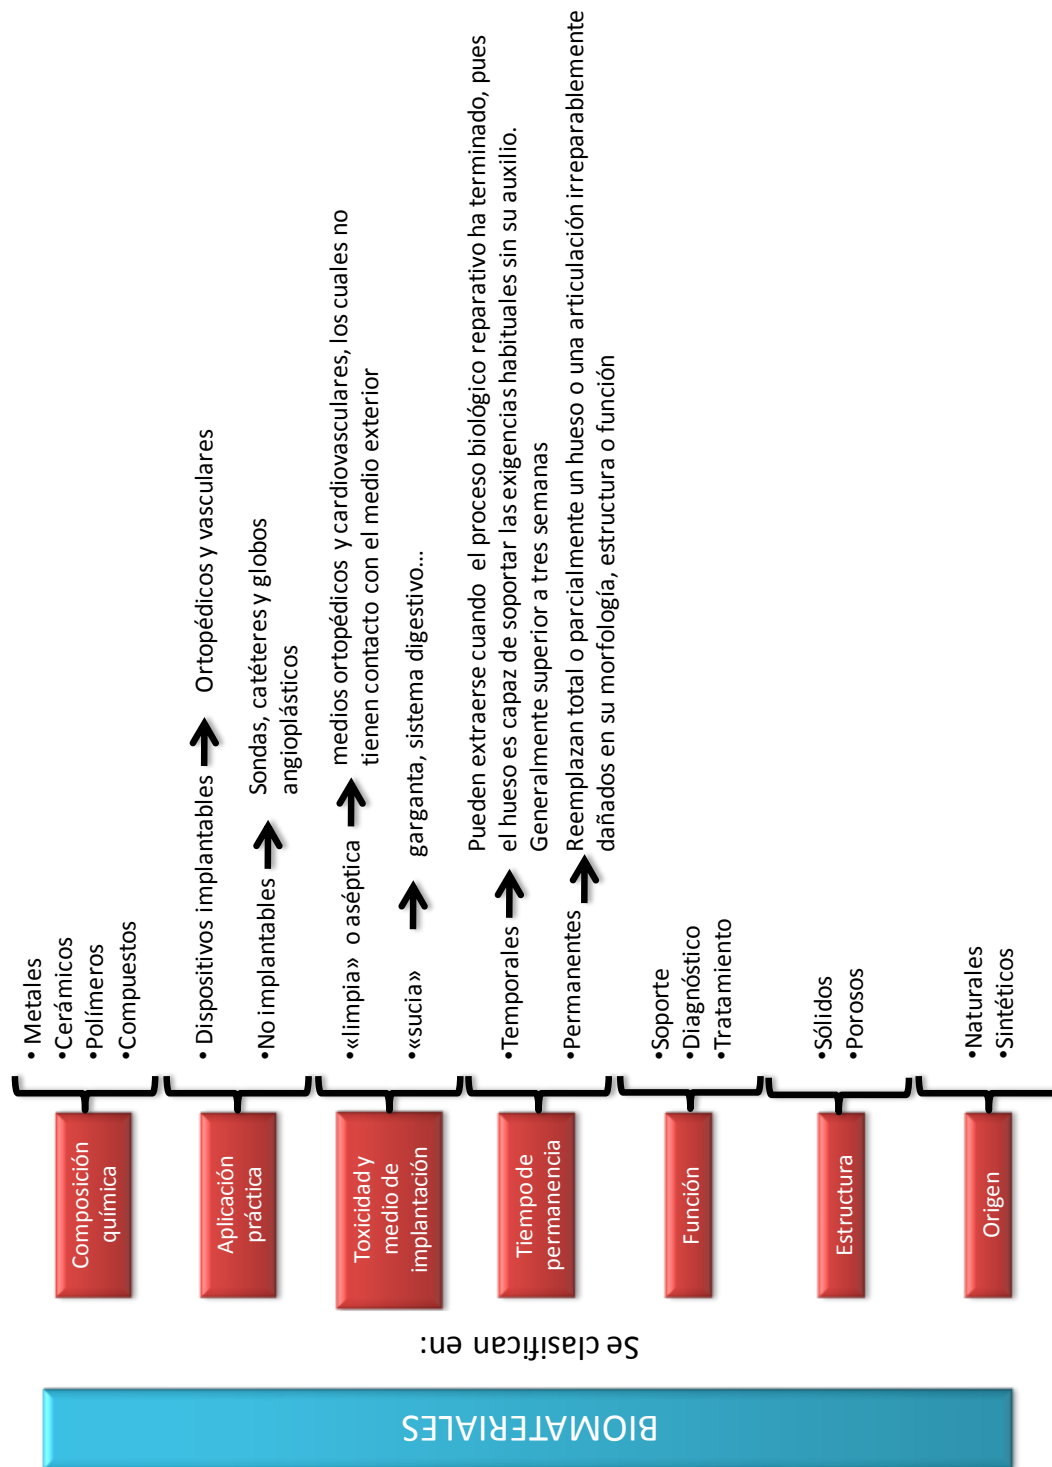 BIOMATERIALES
Se clasifican en:
Composición
química
• Metales
•Cerámicos
•Polímeros
•Compuestos
Aplicación
práctica
• Dispositivos implantables
Ortopédicos y vasculares
•No implantables
Sondas, catéteres y globos
angioplásticos
Toxicidad y
medio de
implantación
•«limpia» o aséptica
medios ortopédicos y cardiovasculares, los cuales no
tienen contacto con el medio exterior
•«sucia»
garganta, sistema digestivo...
Tiempo de
permanencia
•Temporales
Pueden extraerse cuando el proceso biológico reparativo ha terminado, pues
el hueso es capaz de soportar las exigencias habituales sin su auxilio.
Generalmente superior a tres semanas
•Permanentes
Reemplazan total o parcialmente un hueso o una articulación irreparablemente
dañados en su morfología, estructura o función
Función
•Soporte
•Diagnóstico
•Tratamiento
Estructura
•Sólidos
•Porosos
Origen
•Naturales
•Sintéticos